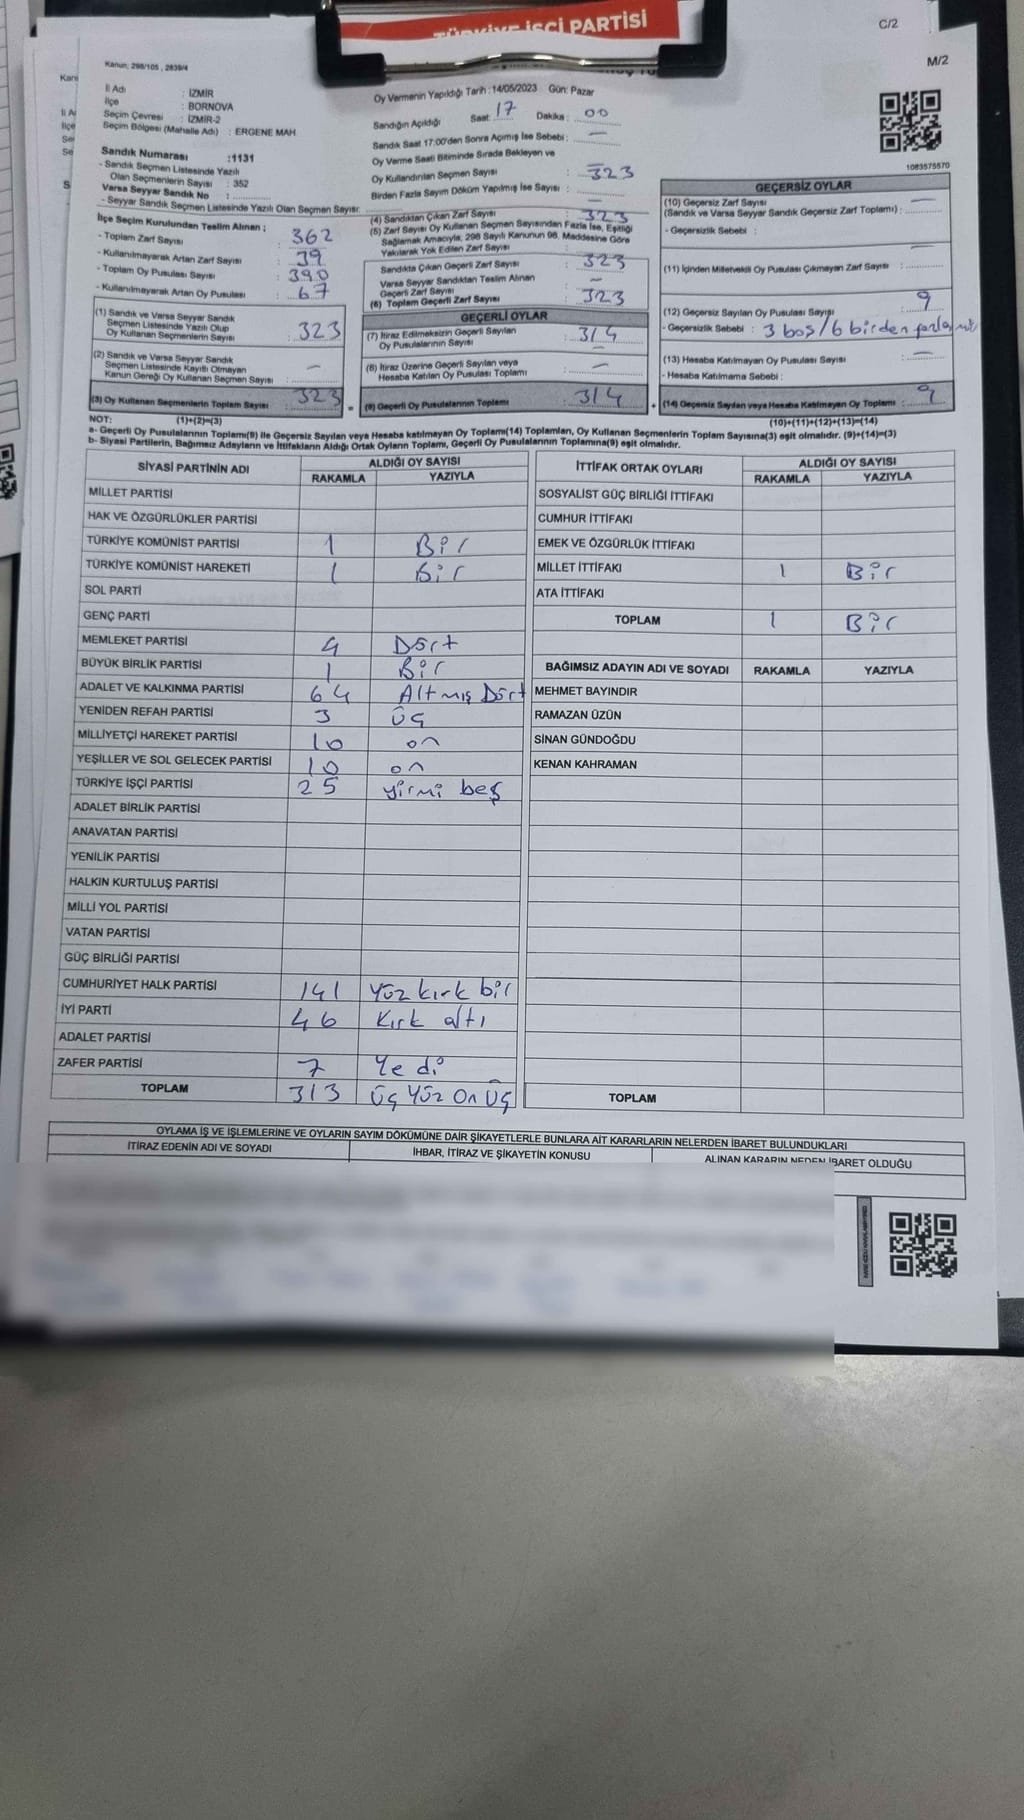 TÜRKİYE İŞÇİ PARTİSİ
C/2
M/2
Kanun: 298/105 , 2839/4
İl Adı : İZMİR
İlçe : BORNOVA
Seçim Çevresi : İZMİR-2
Seçim Bölgesi (Mahalle Adı) : ERGENE MAH
Sandık Numarası :1131
- Sandık Seçmen Listesinde Yazılı
Olan Seçmenlerin Sayısı : 352
Varsa Seyyar Sandık No :
- Seyyar Sandık Seçmen Listesinde Yazılı Olan Seçmen Sayısı:
Oy Vermenin Yapıldığı Tarih :14/05/2023 Gün: Pazar
Sandığın Açıldığı Saat: 17 Dakika : 00
Sandık Saat 17:00'den Sonra Açımış İse Sebebi : —
Oy Verme Saati Bitiminde Sırada Bekleyen ve
Oy Kullandırılan Seçmen Sayısı : 323
Birden Fazla Sayım Döküm Yapılmış İse Sayısı : —
1083575570
İlçe Seçim Kurulundan Teslim Alınan ;
- Toplam Zarf Sayısı : 362
- Kullanılmayarak Artan Zarf Sayısı : 39
- Toplam Oy Pusulası Sayısı : 390
- Kullanılmayarak Artan Oy Pusulası : 67
(1) Sandık ve Varsa Seyyar Sandık
Seçmen Listesinde Yazılı Olup
Oy Kullanan Seçmenlerin Sayısı : 323
(2) Sandık ve Varsa Seyyar Sandık
Seçmen Listesinde Kayıtlı Olmayan
Kanun Gereği Oy Kullanan Seçmen Sayısı : —
(3) Oy Kullanan Seçmenlerin Toplam Sayısı : 323
(4) Sandıktan Çıkan Zarf Sayısı : 323
(5) Zarf Sayısı Oy Kullanan Seçmen Sayısından Fazla İse, Eşitliği
Sağlamak Amacıyla, 298 Sayılı Kanunun 98. Maddesine Göre
Yakılarak Yok Edilen Zarf Sayısı : —
Sandıkta Çıkan Geçerli Zarf Sayısı : 323
Varsa Seyyar Sandıktan Teslim Alınan
Geçerli Zarf Sayısı : —
(6) Toplam Geçerli Zarf Sayısı : 323
GEÇERLİ OYLAR
(7) İtiraz Edilmeksizin Geçerli Sayılan
Oy Pusulalarının Sayısı : 314
(8) İtiraz Üzerine Geçerli Sayılan veya
Hesaba Katılan Oy Pusulası Toplamı : —
= (9) Geçerli Oy Pusulalarının Toplamı : 314
GEÇERSİZ OYLAR
(10) Geçersiz Zarf Sayısı
(Sandık ve Varsa Seyyar Sandık Geçersiz Zarf Toplamı) : —
- Geçersizlik Sebebi :
(11) İçinden Milletvekili Oy Pusulası Çıkmayan Zarf Sayısı : —
(12) Geçersiz Sayılan Oy Pusulası Sayısı : 9
- Geçersizlik Sebebi : 3 boş / 6 birden fazla
(13) Hesaba Katılmayan Oy Pusulası Sayısı : —
- Hesaba Katılmama Sebebi :
+ (14) Geçersiz Sayılan veya Hesaba Katılmayan Oy Toplamı : 9
NOT: (1)+(2)=(3)
(10)+(11)+(12)+(13)=(14)
a- Geçerli Oy Pusulalarının Toplamı(9) ile Geçersiz Sayılan veya Hesaba katılmayan Oy Toplamı(14) Toplamları, Oy Kullanan Seçmenlerin Toplam Sayısına(3) eşit olmalıdır. (9)+(14)=(3)
b- Siyasi Partilerin, Bağımsız Adayların ve İttifakların Aldığı Ortak Oyların Toplamı, Geçerli Oy Pusulalarının Toplamına(9) eşit olmalıdır.
SİYASİ PARTİNİN ADI ALDIĞI OY SAYISI
RAKAMLA YAZIYLA
MİLLET PARTİSİ
HAK VE ÖZGÜRLÜKLER PARTİSİ
TÜRKİYE KOMÜNİST PARTİSİ 1 Bir
TÜRKİYE KOMÜNİST HAREKETİ 1 Bir
SOL PARTİ
GENÇ PARTİ
MEMLEKET PARTİSİ 4 Dört
BÜYÜK BİRLİK PARTİSİ 1 Bir
ADALET VE KALKINMA PARTİSİ 64 Altmış Dört
YENİDEN REFAH PARTİSİ 3 üç
MİLLİYETÇİ HAREKET PARTİSİ 10 on
YEŞİLLER VE SOL GELECEK PARTİSİ 10 on
TÜRKİYE İŞÇİ PARTİSİ 25 yirmi beş
ADALET BİRLİK PARTİSİ
ANAVATAN PARTİSİ
YENİLİK PARTİSİ
HALKIN KURTULUŞ PARTİSİ
MİLLİ YOL PARTİSİ
VATAN PARTİSİ
GÜÇ BİRLİĞİ PARTİSİ
CUMHURİYET HALK PARTİSİ 141 Yüz kırk bir
İYİ PARTİ 46 Kırk altı
ADALET PARTİSİ
ZAFER PARTİSİ 7 Yedi
TOPLAM 313 Üç Yüz On Üç
İTTİFAK ORTAK OYLARI ALDIĞI OY SAYISI
RAKAMLA YAZIYLA
SOSYALİST GÜÇ BİRLİĞİ İTTİFAKI
CUMHUR İTTİFAKI
EMEK VE ÖZGÜRLÜK İTTİFAKI
MİLLET İTTİFAKI 1 Bir
ATA İTTİFAKI
TOPLAM 1 Bir
BAĞIMSIZ ADAYIN ADI VE SOYADI RAKAMLA YAZIYLA
MEHMET BAYINDIR
RAMAZAN ÜZÜN
SİNAN GÜNDOĞDU
KENAN KAHRAMAN
TOPLAM
OYLAMA İŞ VE İŞLEMLERİNE VE OYLARIN SAYIM DÖKÜMÜNE DAİR ŞİKAYETLERLE BUNLARA AİT KARARLARIN NELERDEN İBARET BULUNDUKLARI
İTİRAZ EDENİN ADI VE SOYADI İHBAR, İTİRAZ VE ŞİKAYETİN KONUSU ALINAN KARARIN NEDEN İBARET OLDUĞU